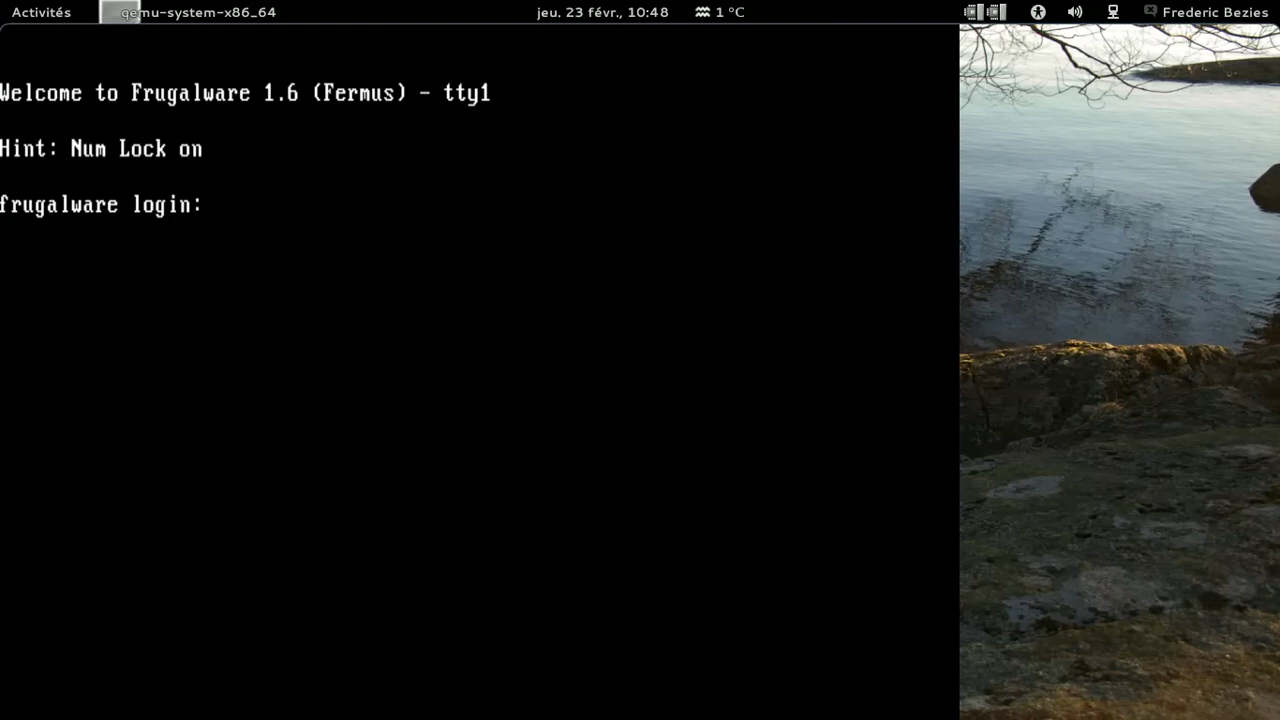 Activités qemu-system-x86_64 jeu. 23 févr., 10:48 1 °C Frederic Bezies
Welcome to Frugalware 1.6 (Fermus) - tty1
Hint: Num Lock on
frugalware login: